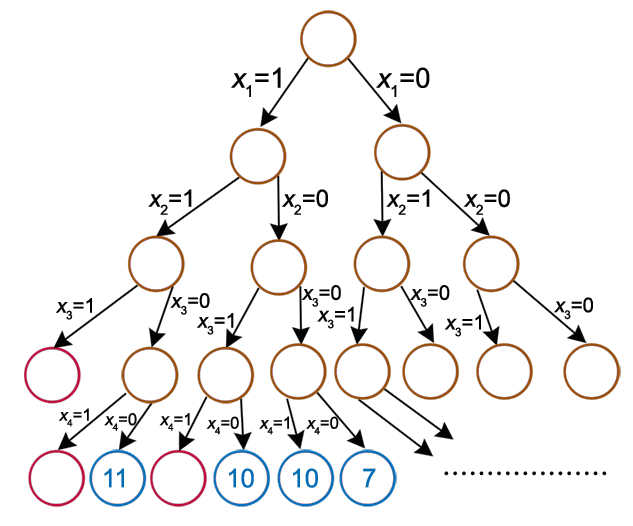 x₁=1 x₁=0
x₂=1 x₂=0 x₂=1 x₂=0
x₃=1 x₃=0 x₃=1 x₃=0 x₃=1 x₃=0 x₃=1 x₃=0
x₄=1 x₄=0 x₄=1 x₄=0 x₄=1 x₄=0
11 10 10 7